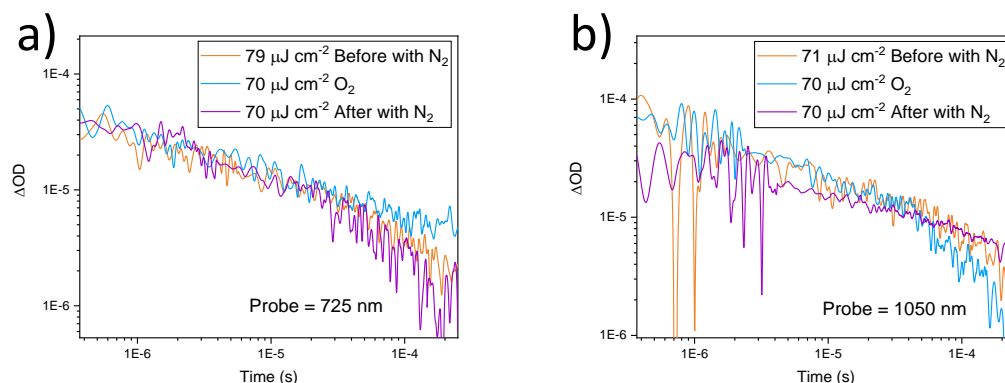 a)
79 μJ cm⁻² Before with N₂
70 μJ cm⁻² O₂
70 μJ cm⁻² After with N₂
1E-4
1E-5
1E-6
ΔOD
Probe = 725 nm
1E-6 1E-5 1E-4
Time (s)
b)
71 μJ cm⁻² Before with N₂
70 μJ cm⁻² O₂
70 μJ cm⁻² After with N₂
1E-4
1E-5
1E-6
ΔOD
Probe = 1050 nm
1E-6 1E-5 1E-4
Time (s)